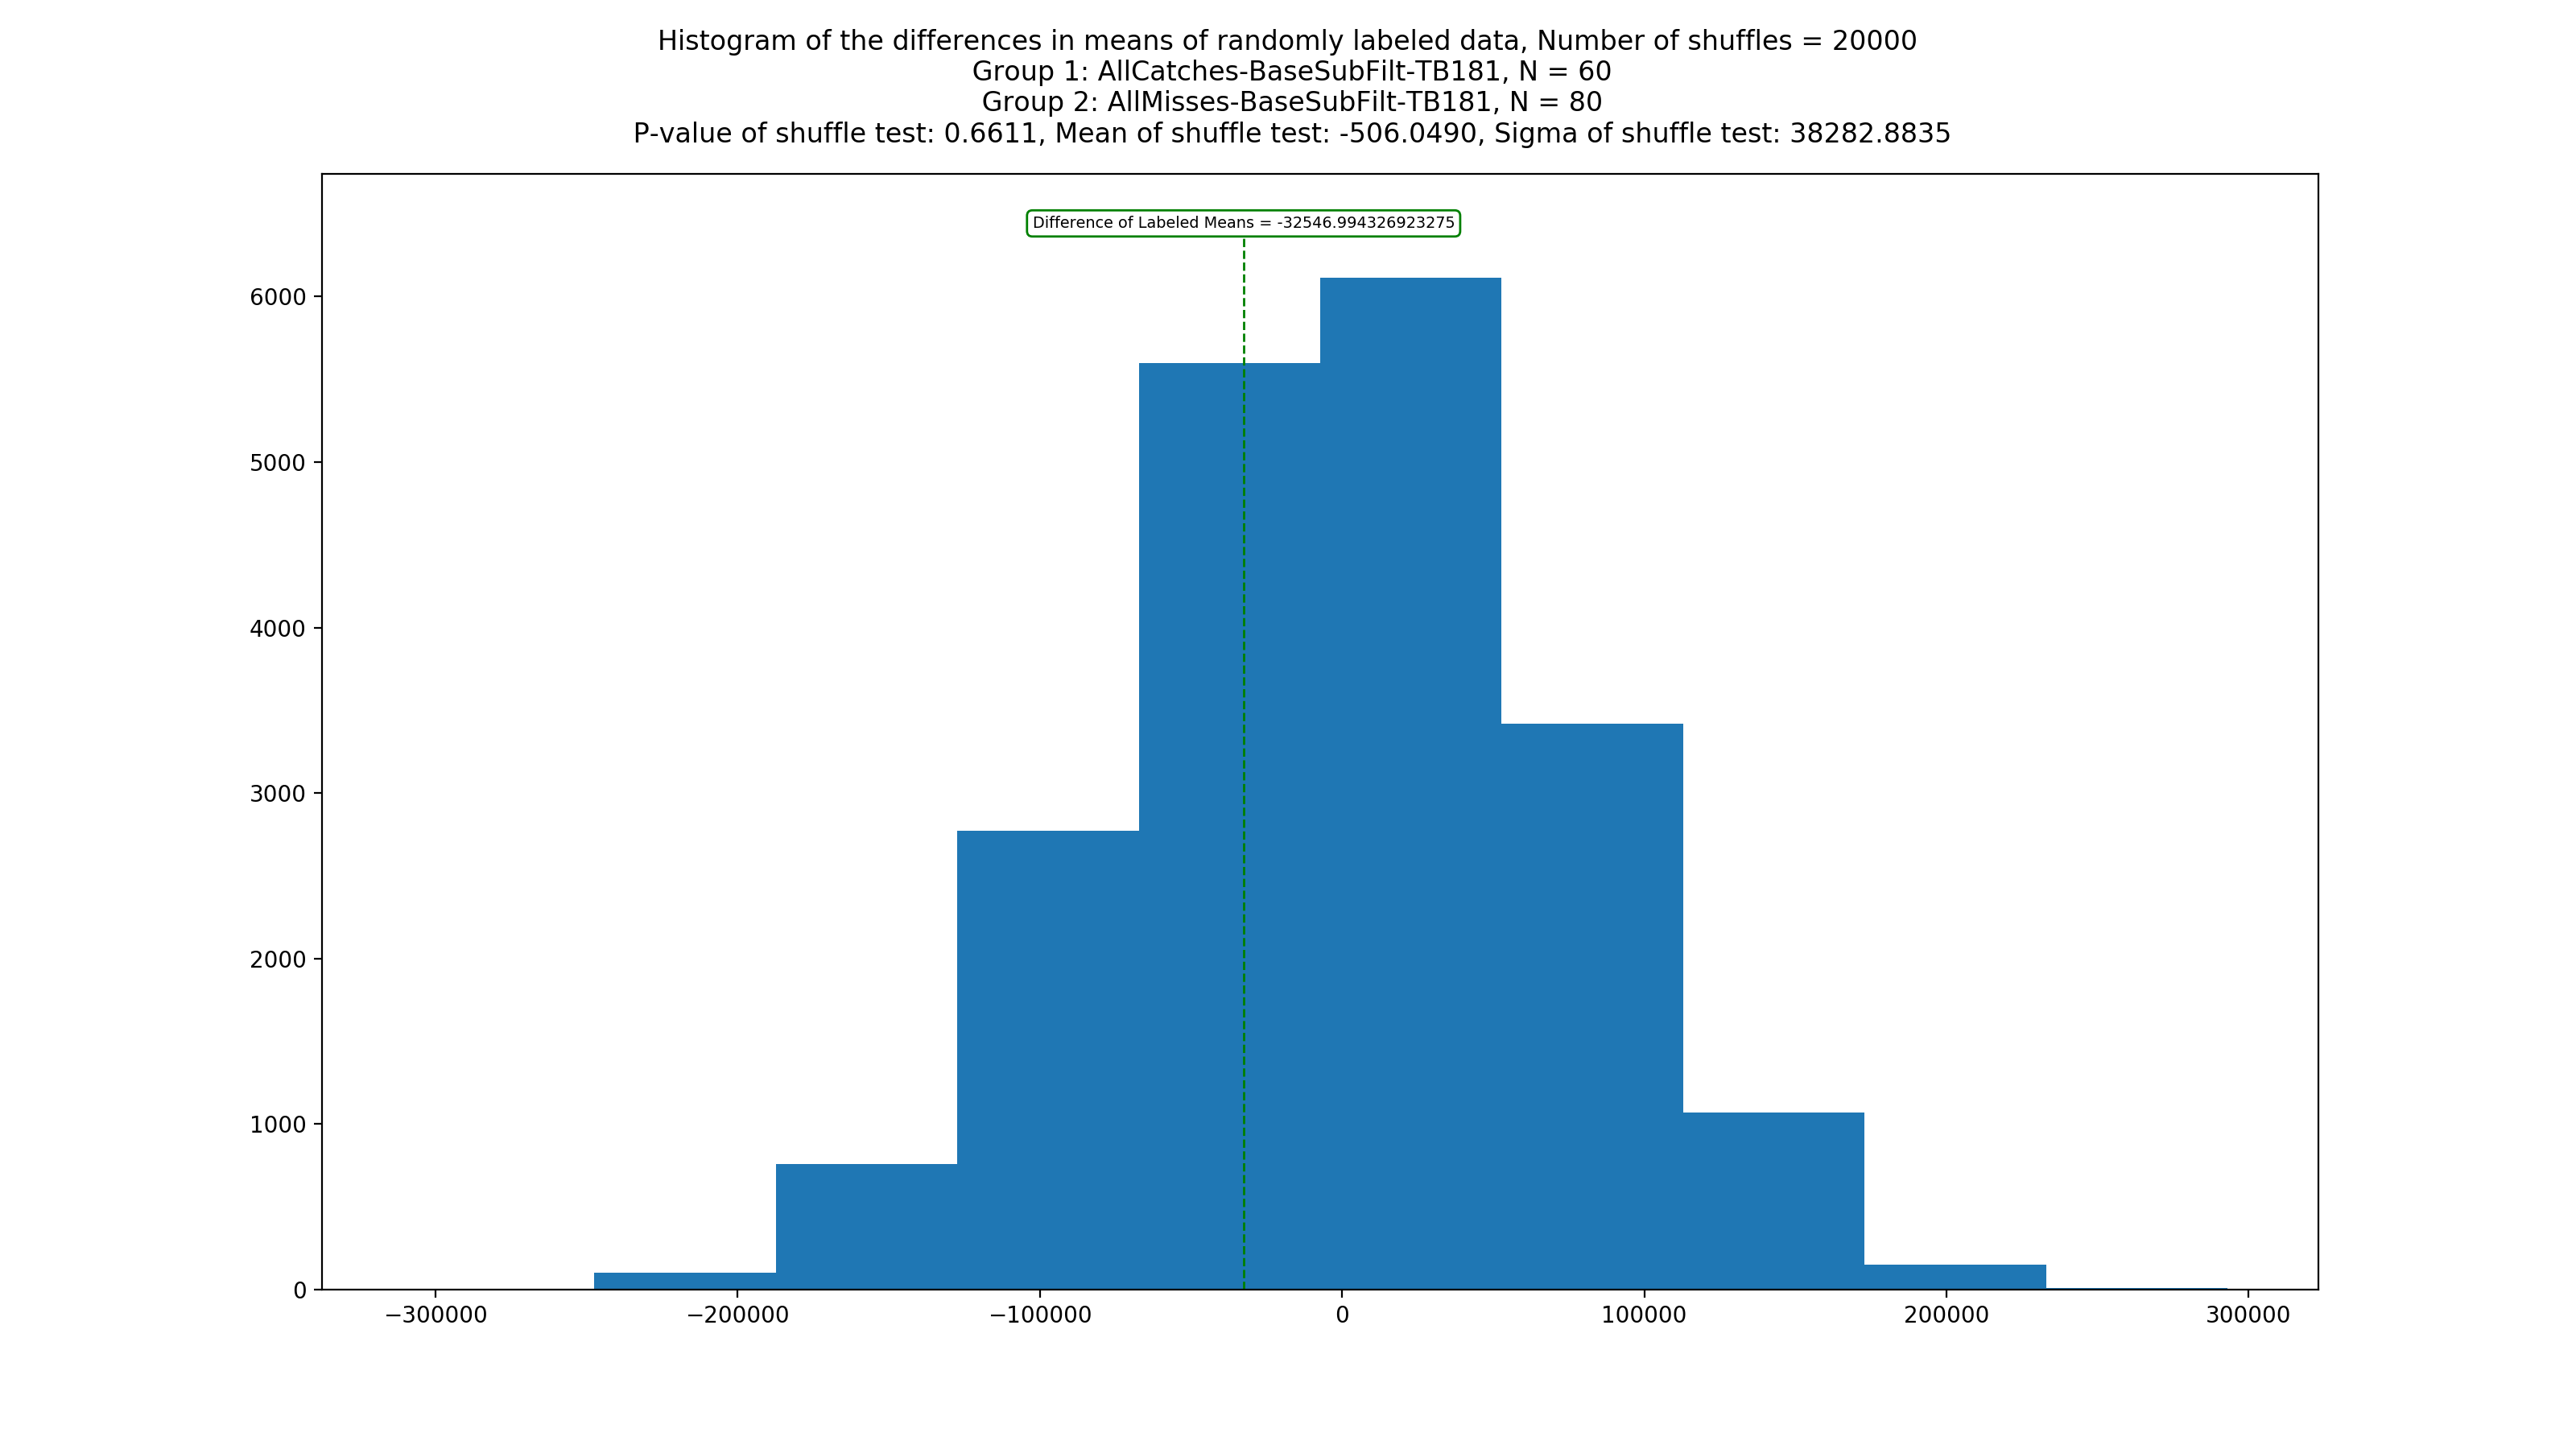 Histogram of the differences in means of randomly labeled data, Number of shuffles = 20000
Group 1: AllCatches-BaseSubFilt-TB181, N = 60
Group 2: AllMisses-BaseSubFilt-TB181, N = 80
P-value of shuffle test: 0.6611, Mean of shuffle test: -506.0490, Sigma of shuffle test: 38282.8835
Difference of Labeled Means = -32546.994326923275
6000
5000
4000
3000
2000
1000
0
−300000 −200000 −100000 0 100000 200000 300000